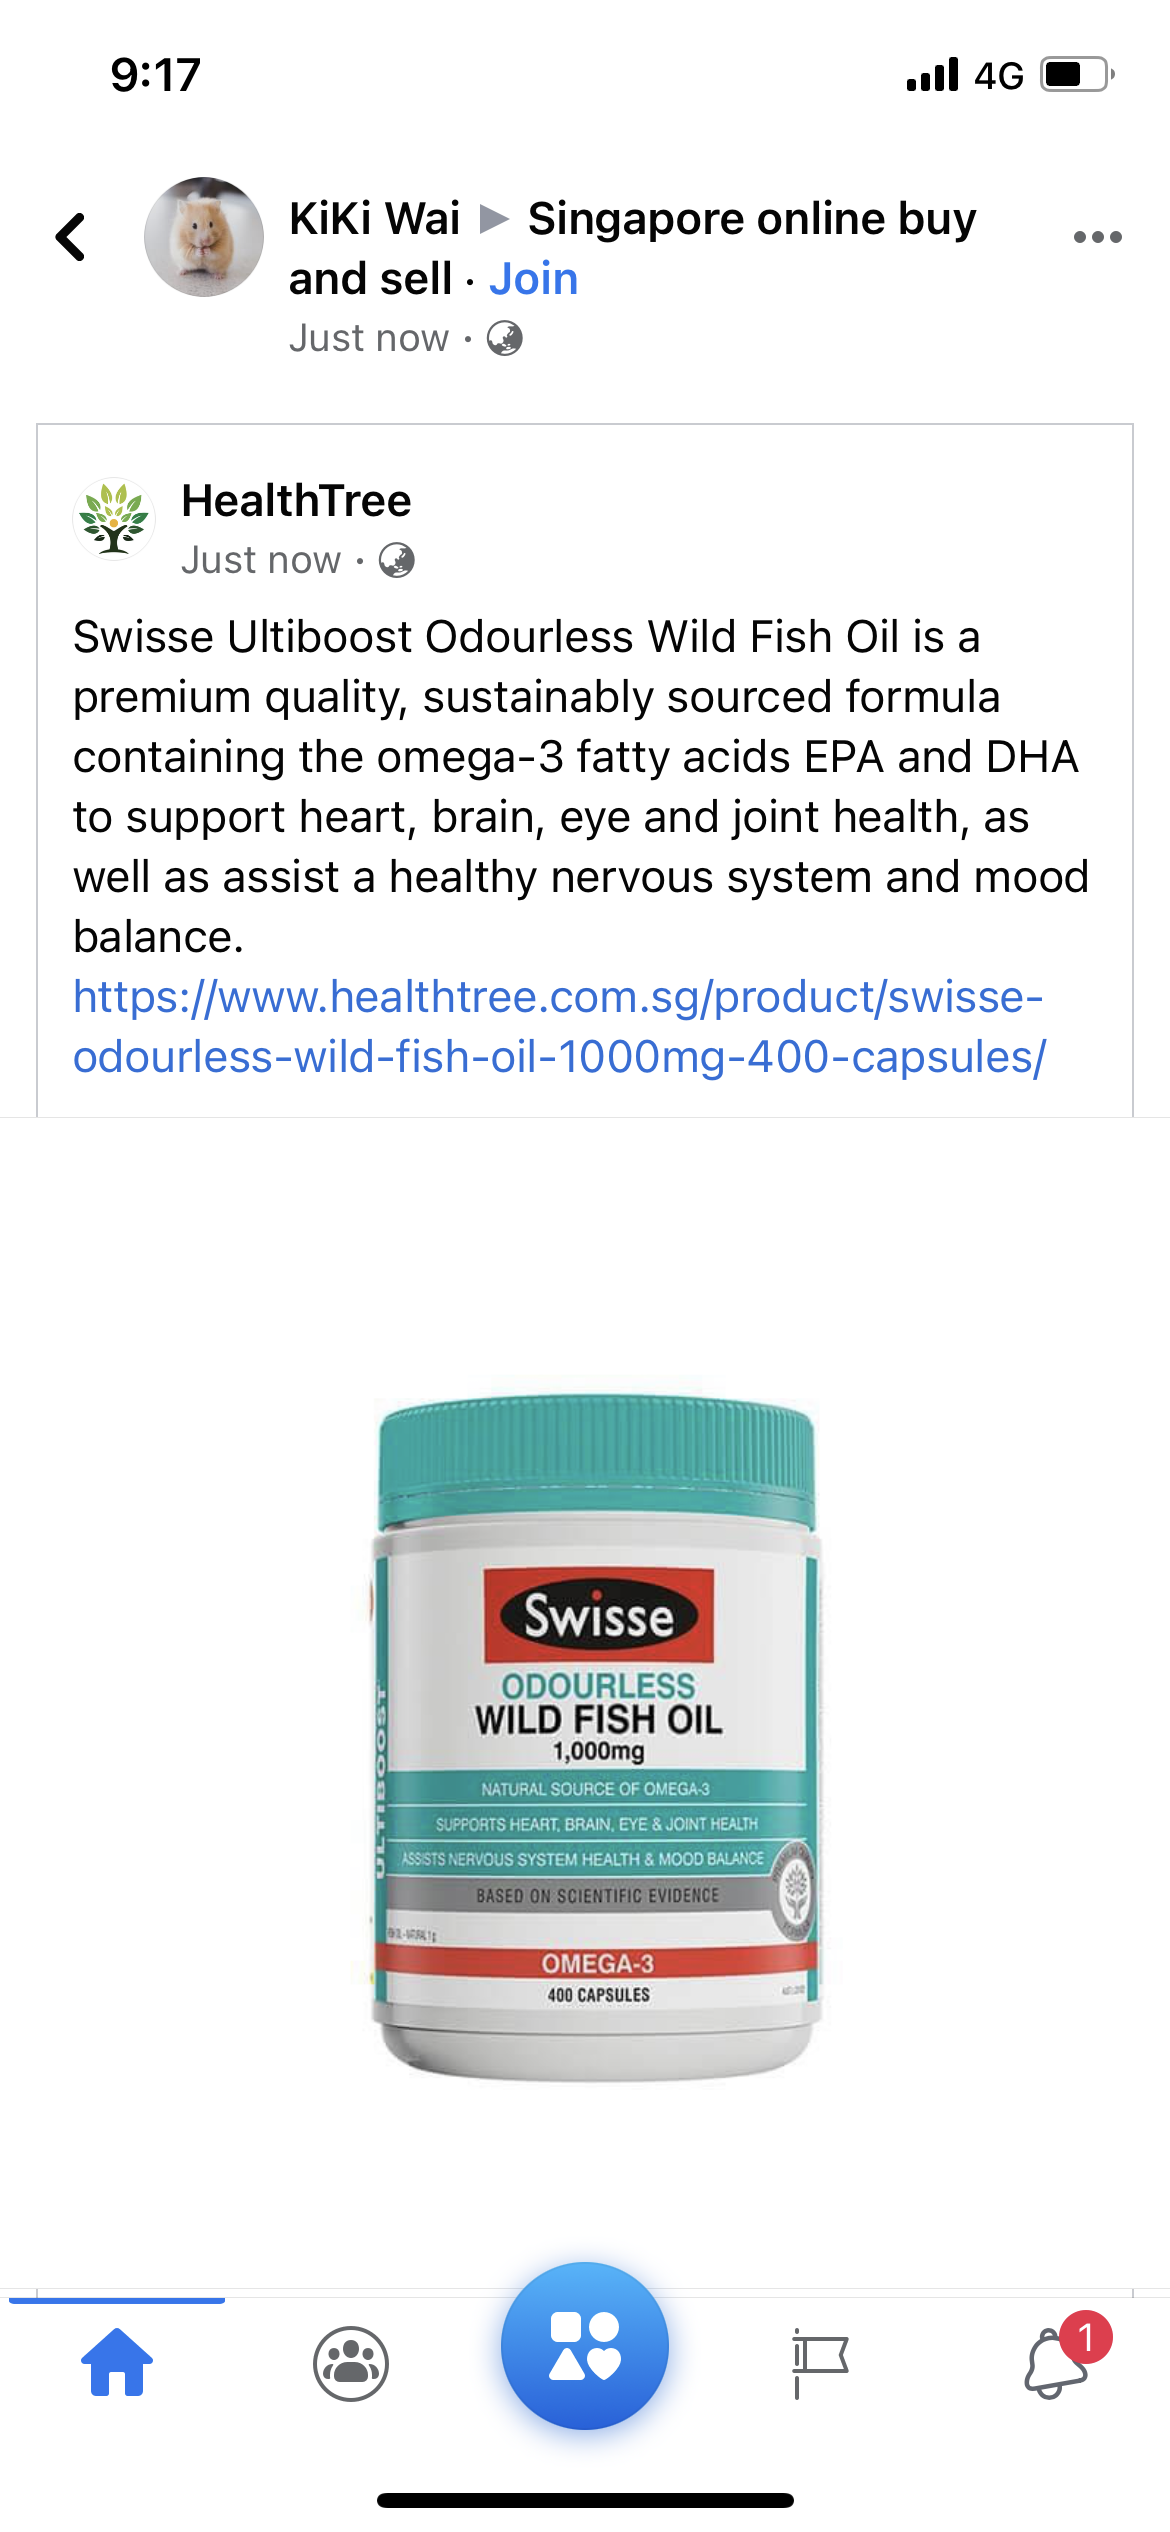 9:17
4G
KiKi Wai ▶ Singapore online buy
and sell · Join
Just now ·
HealthTree
Just now ·
Swisse Ultiboost Odourless Wild Fish Oil is a
premium quality, sustainably sourced formula
containing the omega-3 fatty acids EPA and DHA
to support heart, brain, eye and joint health, as
well as assist a healthy nervous system and mood
balance.
https://www.healthtree.com.sg/product/swisse-
odourless-wild-fish-oil-1000mg-400-capsules/
Swisse
ODOURLESS
WILD FISH OIL
1,000mg
NATURAL SOURCE OF OMEGA-3
SUPPORTS HEART, BRAIN, EYE & JOINT HEALTH
ASSISTS NERVOUS SYSTEM HEALTH & MOOD BALANCE
BASED ON SCIENTIFIC EVIDENCE
OMEGA-3
400 CAPSULES
ULTIBOOST
1